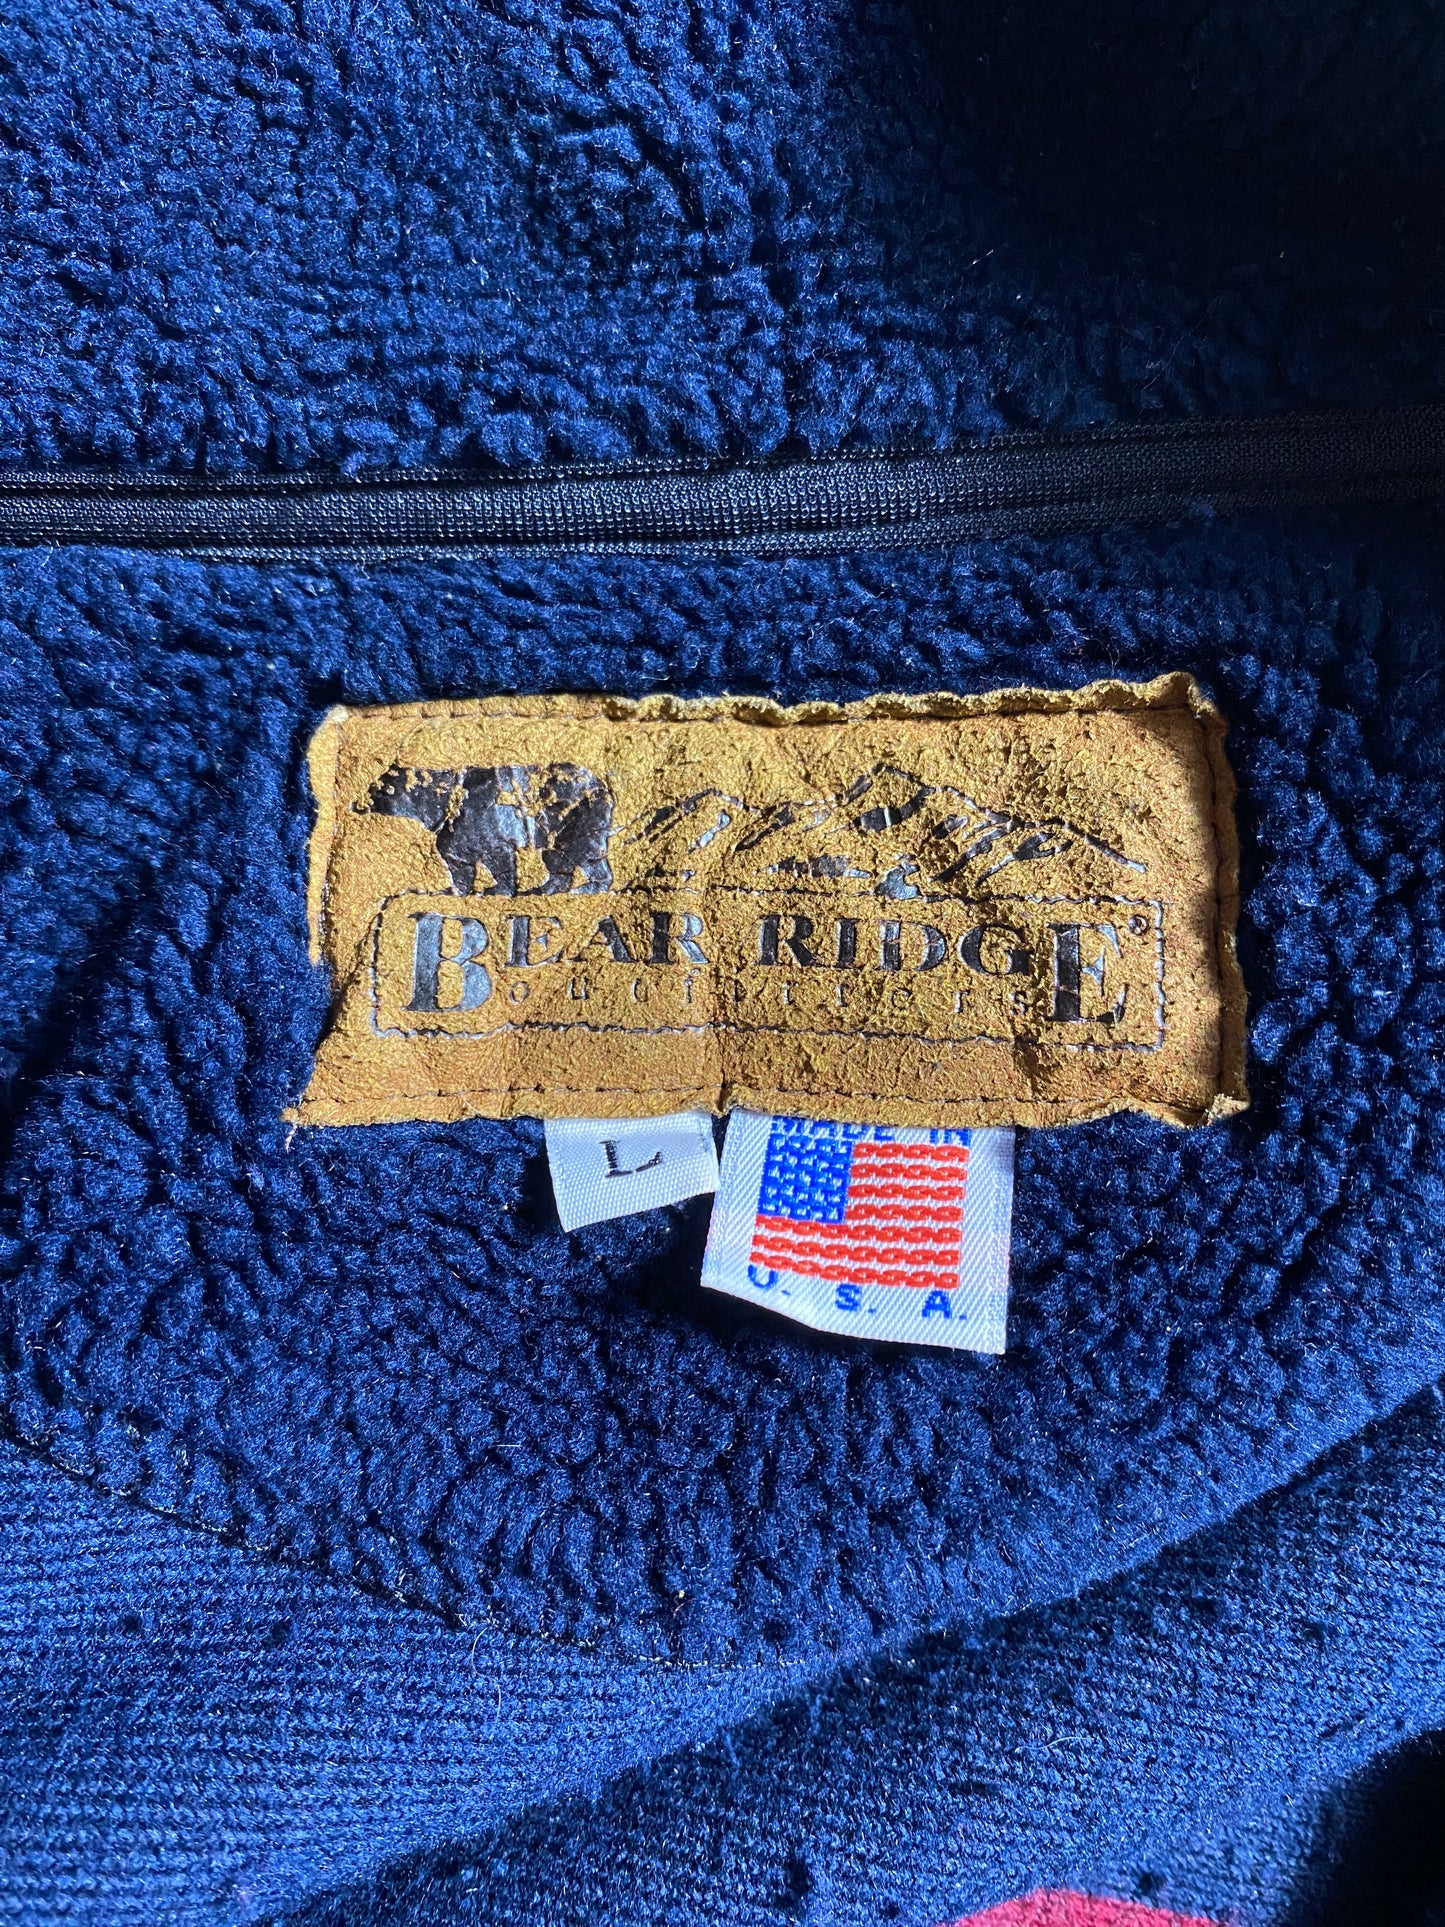 BEAR RIDGE®
outfitters
L
MADE IN
U. S. A.